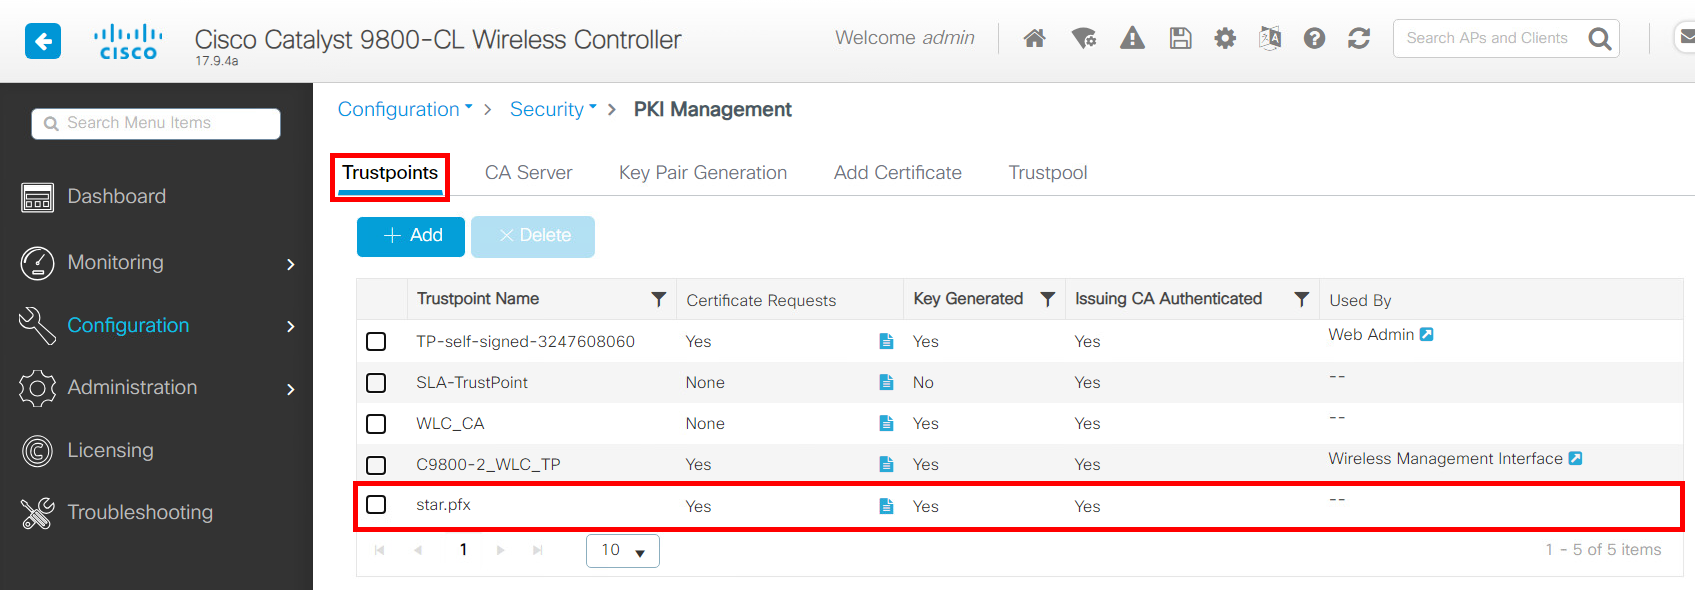 CISCO
Cisco Catalyst 9800-CL Wireless Controller
17.9.4a
Welcome admin
Search APs and Clients
Search Menu Items
Dashboard
Monitoring
Configuration
Administration
Licensing
Troubleshooting
Configuration > Security > PKI Management
Trustpoints CA Server Key Pair Generation Add Certificate Trustpool
+ Add × Delete
Trustpoint Name Certificate Requests Key Generated Issuing CA Authenticated Used By
TP-self-signed-3247608060 Yes Yes Yes Web Admin
SLA-TrustPoint None No Yes --
WLC_CA None Yes Yes --
C9800-2_WLC_TP Yes Yes Yes Wireless Management Interface
star.pfx Yes Yes Yes --
1 10 1 - 5 of 5 items